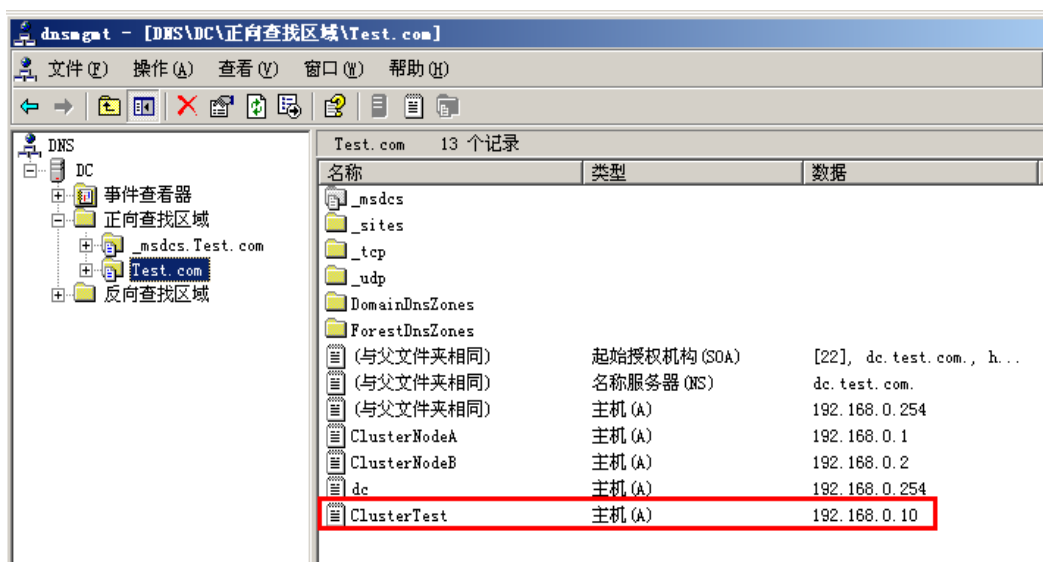 dnsmgmt - [DNS\DC\正向查找区域\Test.com]
文件(F) 操作(A) 查看(V) 窗口(W) 帮助(H)
DNS
DC
事件查看器
正向查找区域
_msdcs.Test.com
Test.com
反向查找区域
Test.com 13 个记录
名称 类型 数据
_msdcs
_sites
_tcp
_udp
DomainDnsZones
ForestDnsZones
(与父文件夹相同) 起始授权机构(SOA) [22], dc.test.com., h...
(与父文件夹相同) 名称服务器(NS) dc.test.com.
(与父文件夹相同) 主机(A) 192.168.0.254
ClusterNodeA 主机(A) 192.168.0.1
ClusterNodeB 主机(A) 192.168.0.2
dc 主机(A) 192.168.0.254
ClusterTest 主机(A) 192.168.0.10